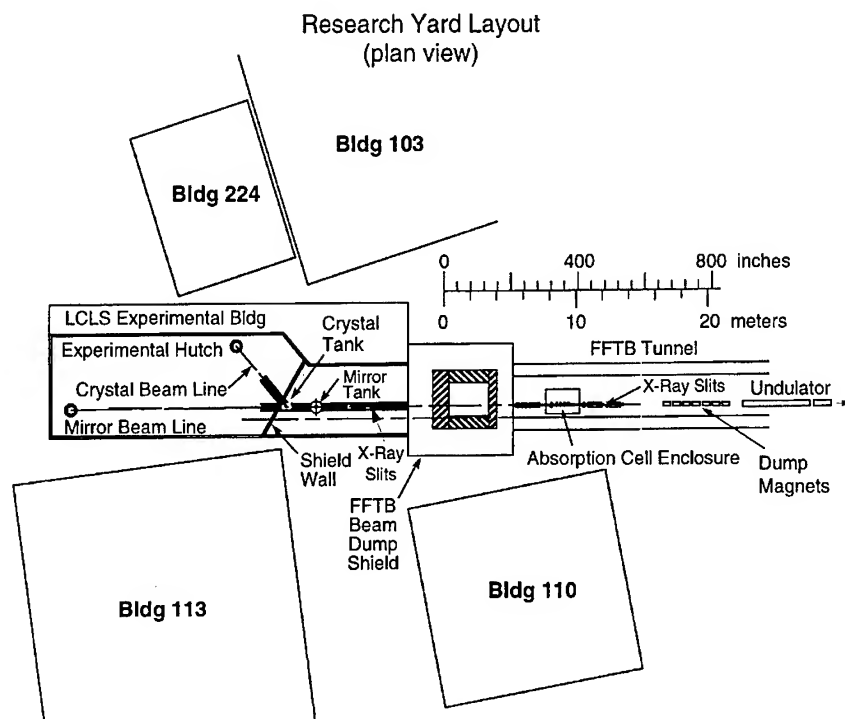 Research Yard Layout
(plan view)
Bldg 103
Bldg 224
0 400 800 inches
0 10 20 meters
LCLS Experimental Bldg
Crystal
Tank
Experimental Hutch
Mirror
Tank
Crystal Beam Line
Mirror Beam Line
Shield
Wall
X-Ray
Slits
FFTB
Beam
Dump
Shield
FFTB Tunnel
X-Ray Slits
Undulator
Absorption Cell Enclosure
Dump
Magnets
Bldg 113
Bldg 110